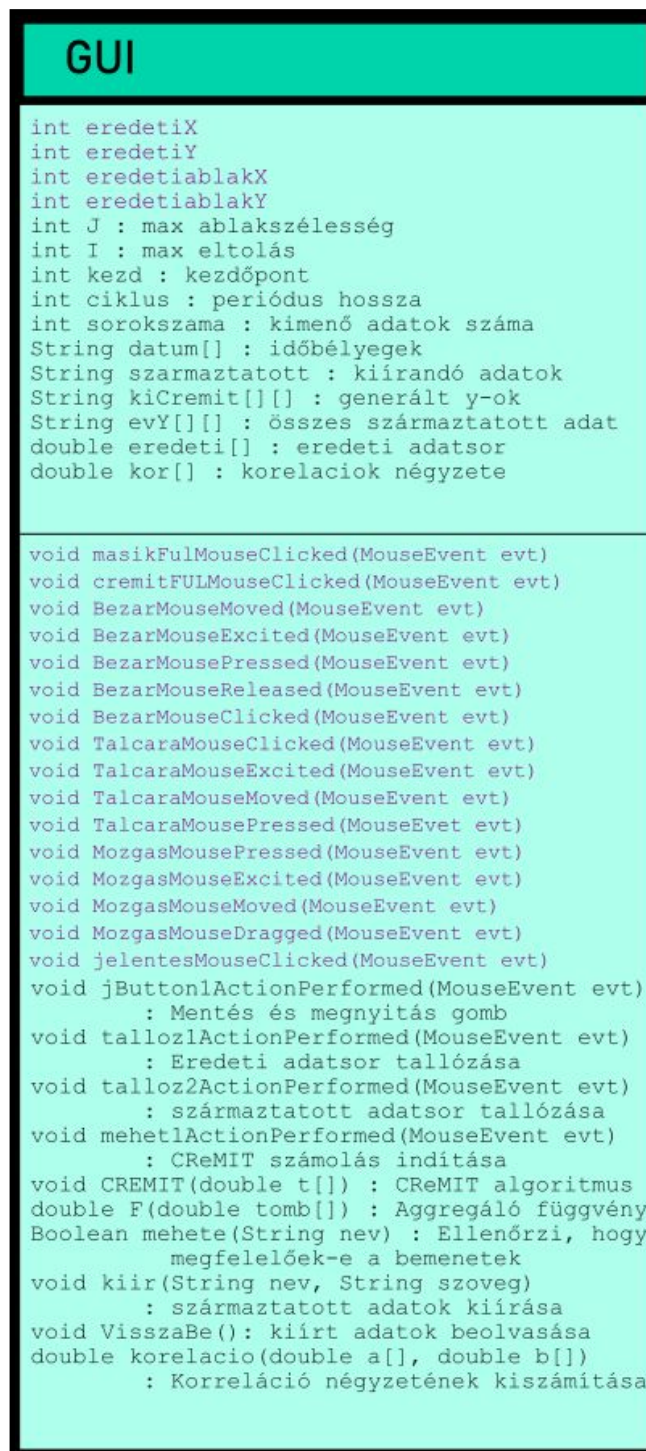 GUI
int eredetiX
int eredetiY
int eredetiablakX
int eredetiablakY
int J : max ablakszélesség
int I : max eltolás
int kezd : kezdőpont
int ciklus : periódus hossza
int sorokszama : kimenő adatok száma
String datum[] : időbélyegek
String szarmaztatott : kiírandó adatok
String kiCremit[][] : generált y-ok
String evY[][] : összes származtatott adat
double eredeti[] : eredeti adatsor
double kor[] : korelaciok négyzete
void masikFulMouseClicked(MouseEvent evt)
void cremitFULMouseClicked(MouseEvent evt)
void BezarMouseMoved(MouseEvent evt)
void BezarMouseExcited(MouseEvent evt)
void BezarMousePressed(MouseEvent evt)
void BezarMouseReleased(MouseEvent evt)
void BezarMouseClicked(MouseEvent evt)
void TalcaraMouseClicked(MouseEvent evt)
void TalcaraMouseExcited(MouseEvent evt)
void TalcaraMouseMoved(MouseEvent evt)
void TalcaraMousePressed(MouseEvet evt)
void MozgasMousePressed(MouseEvent evt)
void MozgasMouseExcited(MouseEvent evt)
void MozgasMouseMoved(MouseEvent evt)
void MozgasMouseDragged(MouseEvent evt)
void jelentesMouseClicked(MouseEvent evt)
void jButton1ActionPerformed(MouseEvent evt)
: Mentés és megnyitás gomb
void talloz1ActionPerformed(MouseEvent evt)
: Eredeti adatsor tallózása
void talloz2ActionPerformed(MouseEvent evt)
: származtatott adatsor tallózása
void mehet1ActionPerformed(MouseEvent evt)
: CReMIT számolás indítása
void CREMIT(double t[]) : CReMIT algoritmus
double F(double tomb[]) : Aggregáló függvény
Boolean mehete(String nev) : Ellenőrzi, hogy
megfelelőek-e a bemenetek
void kiir(String nev, String szoveg)
: származtatott adatok kiírása
void VisszaBe(): kiírt adatok beolvasása
double korelacio(double a[], double b[])
: Korreláció négyzetének kiszámítása